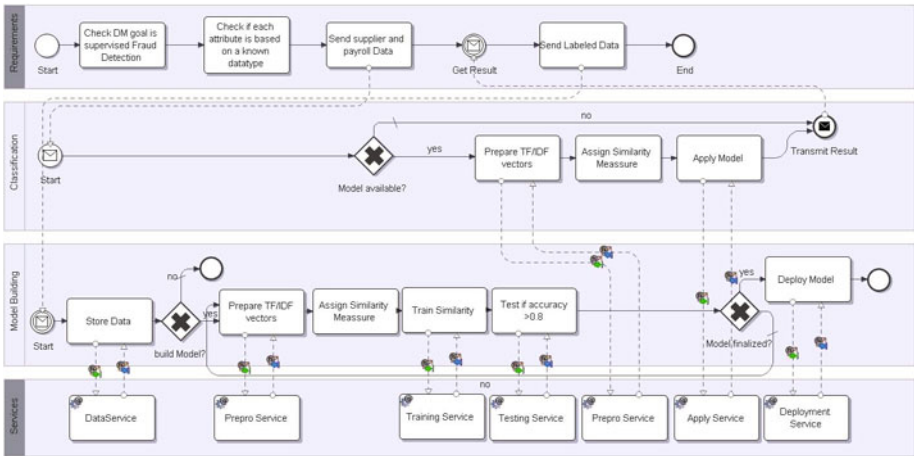 Requirements
Start
Check DM goal is
supervised Fraud
Detection
Check if each
attribute is based
on a known
datatype
Send supplier and
payroll Data
Get Result
Send Labeled Data
End
Classification
Start
Model available?
no
yes
Prepare TF/IDF
vectors
Assign Similarity
Meassure
Apply Model
Transmit Result
Model Building
Start
Store Data
build Model?
no
yes
Prepare TF/IDF
vectors
Assign Similarity
Meassure
Train Similarity
Test if accuracy
>0.8
Model finalized?
yes
Deploy Model
no
Services
DataService
Prepro Service
Training Service
Testing Service
Prepro Service
Apply Service
Deployment
Service